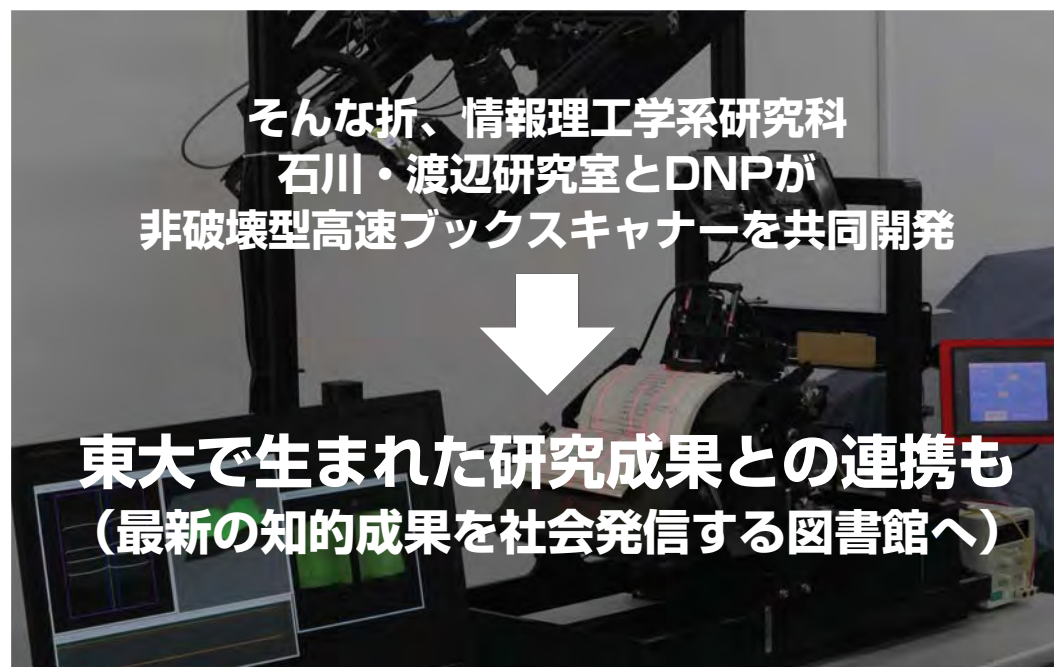 そんな折、情報理工学系研究科
石川・渡辺研究室とDNPが
非破壊型高速ブックスキャナーを共同開発
東大で生まれた研究成果との連携も
（最新の知的成果を社会発信する図書館へ）